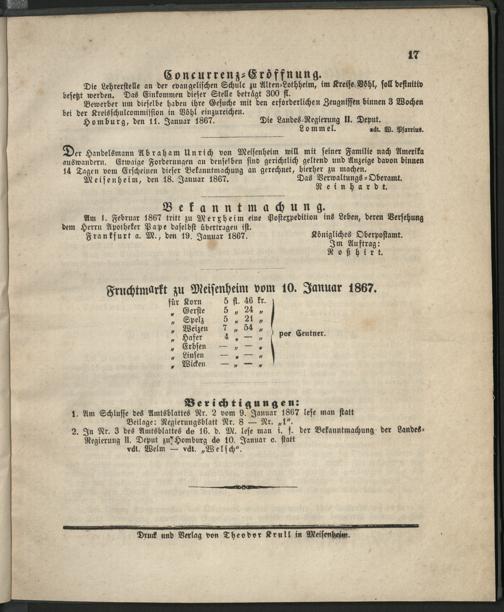 17
Concurrenz-Eröffnung.
Die Lehrerstelle an der evangelischen Schule zu Alten-Lotheim, im Kreise Vöhl, soll definitiv
besetzt werden. Das Einkommen dieser Stelle beträgt 300 fl.
Bewerber um dieselbe haben ihre Gesuche mit den erforderlichen Zeugnissen binnen 3 Wochen
bei der Kreisschulcommission in Vöhl einzureichen.
Homburg, den 11. Januar 1867. Die Landes-Regierung II. Deput.
Lommel. vdt. W. Pfarrius.
Der Handelsmann Abraham Unrich von Meisenheim will mit seiner Familie nach Amerika
auswandern. Etwaige Forderungen an denselben sind gerichtlich geltend und Anzeige davon binnen
14 Tagen vom Erscheinen dieser Bekanntmachung an gerechnet, hierher zu machen.
Meisenheim, den 18. Januar 1867. Das Verwaltungs-Oberamt.
Reinhardt.
Bekanntmachung.
Am 1. Februar 1867 tritt zu Merxheim eine Postexpedition ins Leben, deren Versehung
dem Herrn Apotheker Pape daselbst übertragen ist.
Frankfurt a. M., den 19. Januar 1867. Königliches Oberpostamt.
Im Auftrag:
Roßhirt.
Fruchtmarkt zu Meisenheim vom 10. Januar 1867.
für Korn 5 fl. 46 kr.
„ Gerste 5 „ 24 „
„ Spelz 5 „ 21 „
„ Weizen 7 „ 54 „
„ Hafer 4 „ — „ per Centner.
„ Erbsen — „ — „
„ Linsen — „ — „
„ Wicken — „ — „
Berichtigungen:
1. Am Schlusse des Amtsblattes Nr. 2 vom 9. Januar 1867 lese man statt
Beilage: Regierungsblatt Nr. 8 — Nr. „1“.
2. In Nr. 3 des Amtsblattes de 16. d. M. lese man i. f. der Bekanntmachung der Landes-
Regierung II. Deput zu Homburg de 10. Januar c. statt
vdt. Welm — vdt. „Welsch“.
Druck und Verlag von Theodor Krull in Meisenheim.